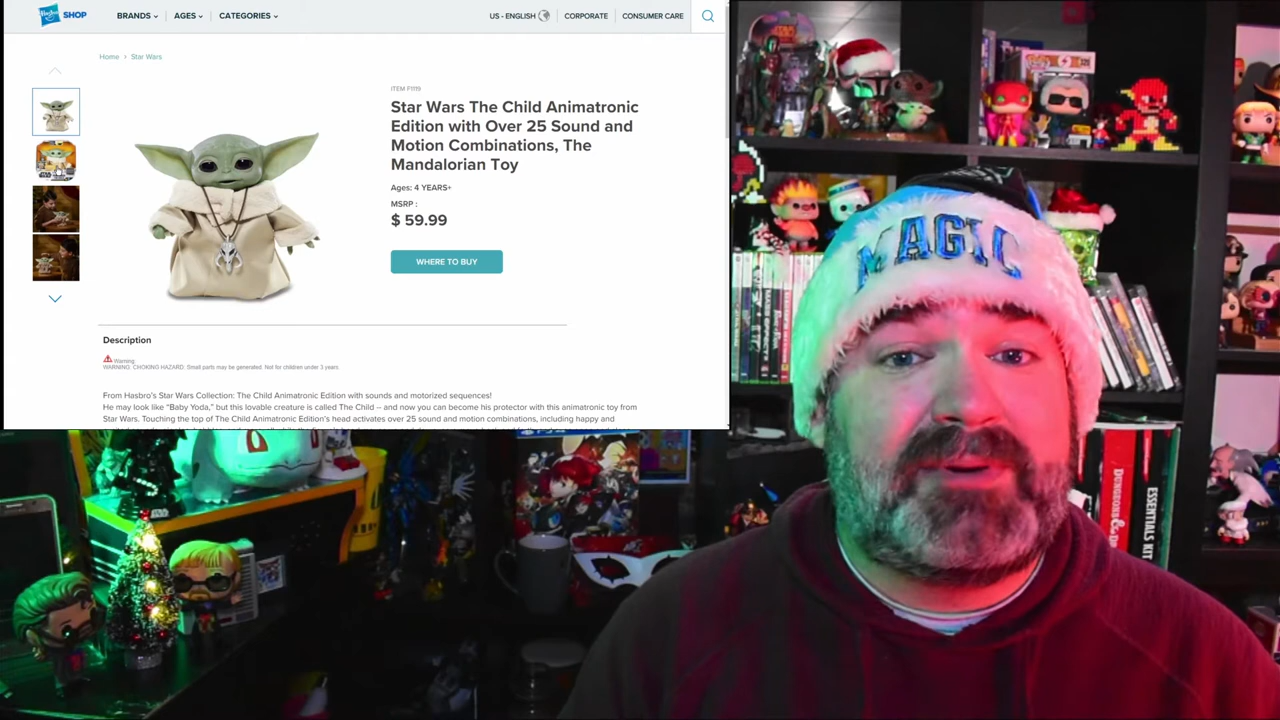 Hasbro SHOP
BRANDS
AGES
CATEGORIES
US - ENGLISH
CORPORATE
CONSUMER CARE
Home > Star Wars
ITEM F1119
Star Wars The Child Animatronic
Edition with Over 25 Sound and
Motion Combinations, The
Mandalorian Toy
Ages: 4 YEARS+
MSRP :
$ 59.99
WHERE TO BUY
Description
Warning:
WARNING: CHOKING HAZARD: Small parts may be generated. Not for children under 3 years.
From Hasbro's Star Wars Collection: The Child Animatronic Edition with sounds and motorized sequences!
He may look like “Baby Yoda,” but this lovable creature is called The Child – and now you can become his protector with this animatronic toy from
Star Wars. Touching the top of The Child Animatronic Edition's head activates over 25 sound and motion combinations, including happy and
MAGIC
DUNGEONS & D
ESSENTIALS KIT